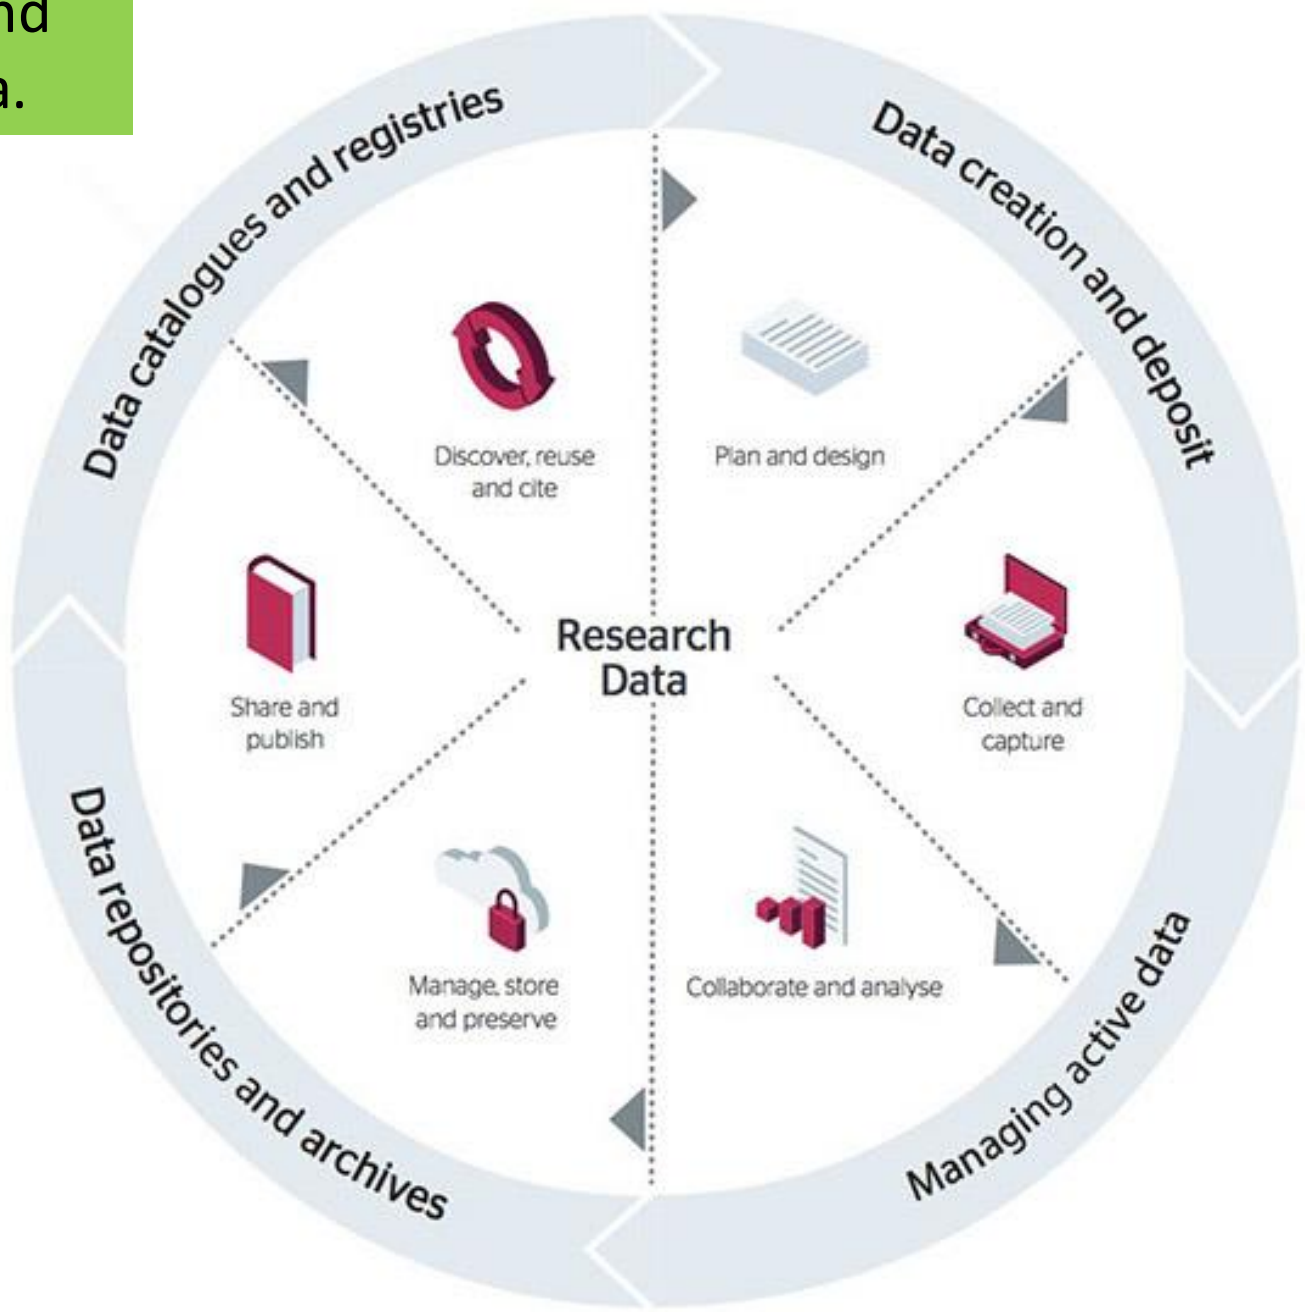 nd
a.
Data catalogues and registries
Data creation and deposit
Discover, reuse
and cite
Plan and design
Research
Data
Share and
publish
Collect and
capture
Manage, store
and preserve
Collaborate and analyse
Data repositories and archives
Managing active data